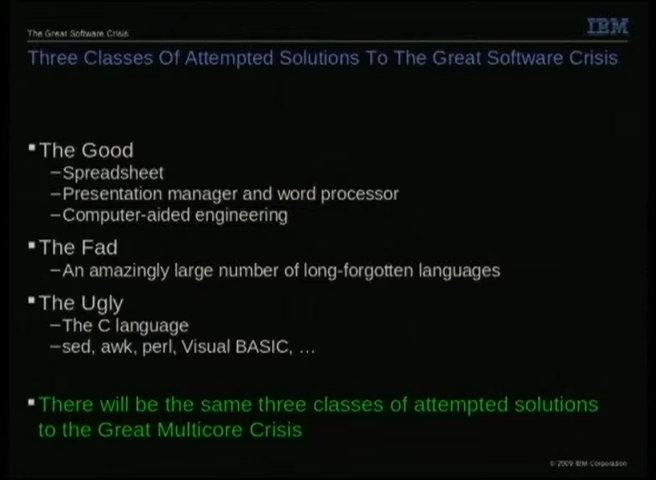 The Great Software Crisis
IBM
Three Classes Of Attempted Solutions To The Great Software Crisis
▪The Good
–Spreadsheet
–Presentation manager and word processor
–Computer-aided engineering
▪The Fad
–An amazingly large number of long-forgotten languages
▪The Ugly
–The C language
–sed, awk, perl, Visual BASIC, …
▪There will be the same three classes of attempted solutions
to the Great Multicore Crisis
© 2009 IBM Corporation